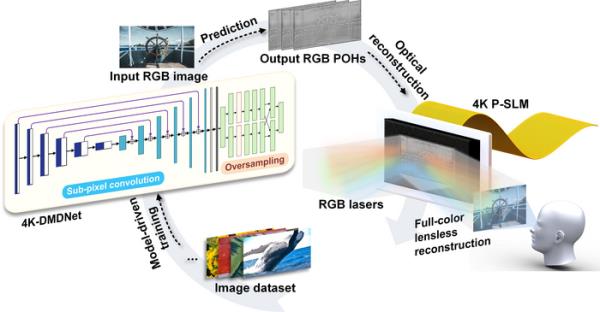 Prediction
Input RGB image
Output RGB POHs
Optical
reconstruction
4K P-SLM
Oversampling
Sub-pixel convolution
4K-DMDNet
RGB lasers
Full-color
lensless
reconstruction
Model-driven
training
...
Image dataset